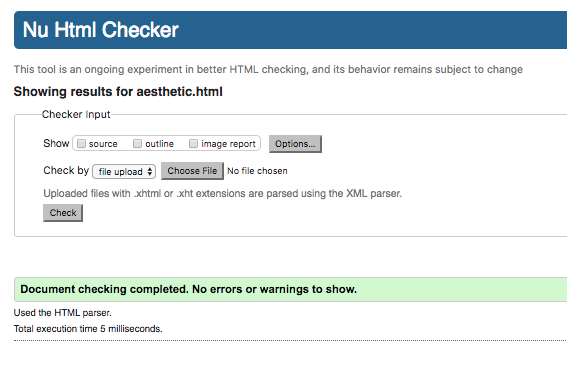 Nu Html Checker
This tool is an ongoing experiment in better HTML checking, and its behavior remains subject to change
Showing results for aesthetic.html
Checker Input
Show source outline image report Options...
Check by file upload Choose File No file chosen
Uploaded files with .xhtml or .xht extensions are parsed using the XML parser.
Check
Document checking completed. No errors or warnings to show.
Used the HTML parser.
Total execution time 5 milliseconds.